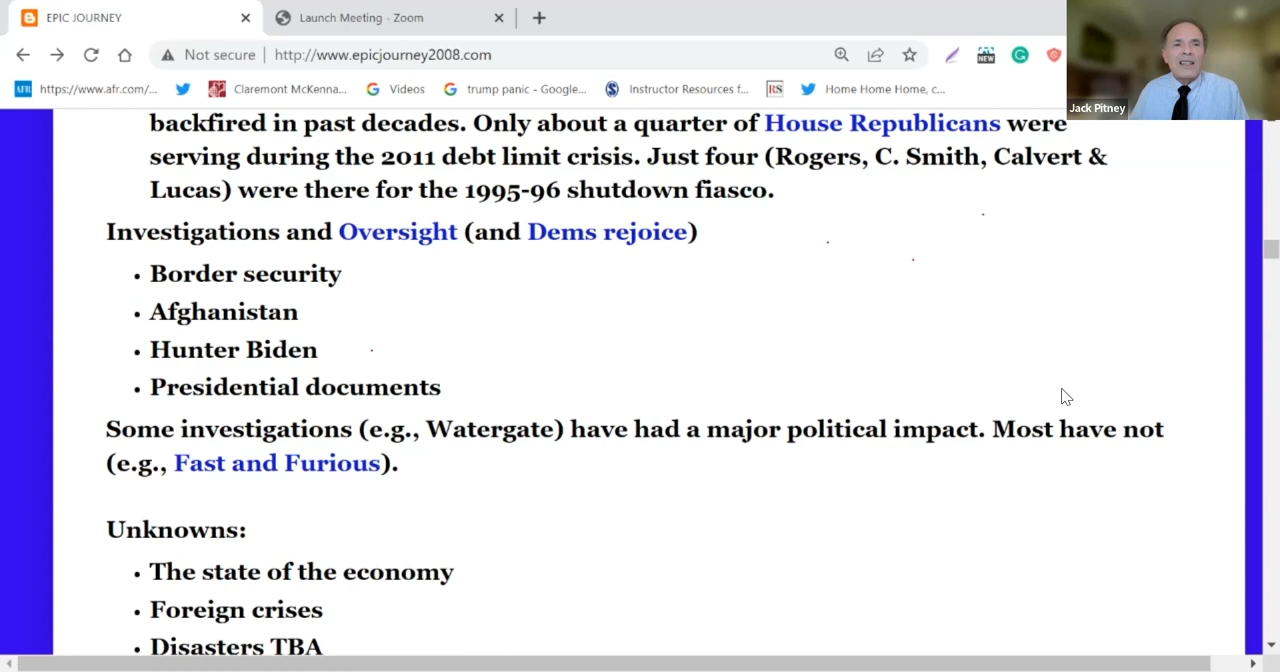 EPIC JOURNEY
Launch Meeting - Zoom
Not secure
http://www.epicjourney2008.com
NEW
AFR
https://www.afr.com/...
Claremont McKenna...
Videos
trump panic - Google...
Instructor Resources f...
RS
Home Home Home, c...
Jack Pitney
backfired in past decades. Only about a quarter of House Republicans were
serving during the 2011 debt limit crisis. Just four (Rogers, C. Smith, Calvert &
Lucas) were there for the 1995-96 shutdown fiasco.
Investigations and Oversight (and Dems rejoice)
• Border security
• Afghanistan
• Hunter Biden
• Presidential documents
Some investigations (e.g., Watergate) have had a major political impact. Most have not
(e.g., Fast and Furious).
Unknowns:
• The state of the economy
• Foreign crises
• Disasters TBA